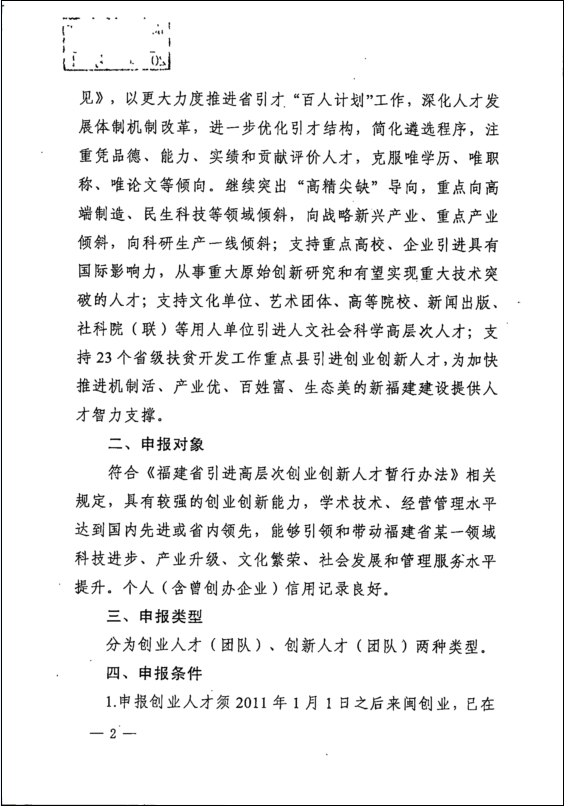 见》，以更大力度推进省引才“百人计划”工作，深化人才发
展体制机制改革，进一步优化引才结构，简化遴选程序，注
重凭品德、能力、实绩和贡献评价人才，克服唯学历、唯职
称、唯论文等倾向。继续突出“高精尖缺”导向，重点向高
端制造、民生科技等领域倾斜，向战略新兴产业、重点产业
倾斜，向科研生产一线倾斜；支持重点高校、企业引进具有
国际影响力，从事重大原始创新研究和有望实现重大技术突
破的人才；支持文化单位、艺术团体、高等院校、新闻出版、
社科院（联）等用人单位引进人文社会科学高层次人才；支
持23个省级扶贫开发工作重点县引进创业创新人才，为加快
推进机制活、产业优、百姓富、生态美的新福建建设提供人
才智力支撑。
二、申报对象
符合《福建省引进高层次创业创新人才暂行办法》相关
规定，具有较强的创业创新能力，学术技术、经营管理水平
达到国内先进或省内领先，能够引领和带动福建省某一领域
科技进步、产业升级、文化繁荣、社会发展和管理服务水平
提升。个人（含曾创办企业）信用记录良好。
三、申报类型
分为创业人才（团队）、创新人才（团队）两种类型。
四、申报条件
1.申报创业人才须2011年1月1日之后来闽创业，已在
— 2 —